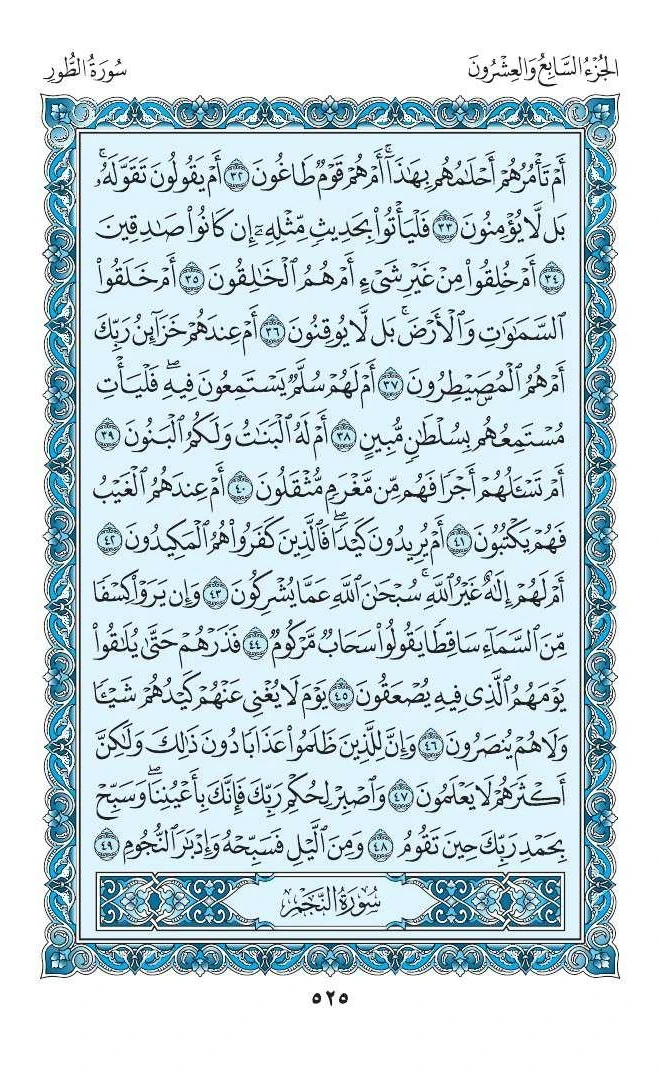 الجُزْءُ السَّابِعُ وَالعِشْرُونَ
سُورَةُ الطُّورِ
أَمْ تَأْمُرُهُمْ أَحْلَٰمُهُم بِهَٰذَآ ۚ أَمْ هُمْ قَوْمٌ طَاغُونَ ٣٢ أَمْ يَقُولُونَ تَقَوَّلَهُۥ ۚ
بَل لَّا يُؤْمِنُونَ ٣٣ فَلْيَأْتُوا۟ بِحَدِيثٍ مِّثْلِهِۦٓ إِن كَانُوا۟ صَٰدِقِينَ
٣٤ أَمْ خُلِقُوا۟ مِنْ غَيْرِ شَىْءٍ أَمْ هُمُ ٱلْخَٰلِقُونَ ٣٥ أَمْ خَلَقُوا۟
ٱلسَّمَٰوَٰتِ وَٱلْأَرْضَ ۚ بَل لَّا يُوقِنُونَ ٣٦ أَمْ عِندَهُمْ خَزَآئِنُ رَبِّكَ
أَمْ هُمُ ٱلْمُصَۣيْطِرُونَ ٣٧ أَمْ لَهُمْ سُلَّمٌ يَسْتَمِعُونَ فِيهِ ۖ فَلْيَأْتِ
مُسْتَمِعُهُم بِسُلْطَٰنٍ مُّبِينٍ ٣٨ أَمْ لَهُ ٱلْبَنَٰتُ وَلَكُمُ ٱلْبَنُونَ ٣٩
أَمْ تَسْـَٔلُهُمْ أَجْرًا فَهُم مِّن مَّغْرَمٍ مُّثْقَلُونَ ٤٠ أَمْ عِندَهُمُ ٱلْغَيْبُ
فَهُمْ يَكْتُبُونَ ٤١ أَمْ يُرِيدُونَ كَيْدًا ۖ فَٱلَّذِينَ كَفَرُوا۟ هُمُ ٱلْمَكِيدُونَ ٤٢
أَمْ لَهُمْ إِلَٰهٌ غَيْرُ ٱللَّهِ ۚ سُبْحَٰنَ ٱللَّهِ عَمَّا يُشْرِكُونَ ٤٣ وَإِن يَرَوْا۟ كِسْفًا
مِّنَ ٱلسَّمَآءِ سَاقِطًا يَقُولُوا۟ سَحَابٌ مَّرْكُومٌ ٤٤ فَذَرْهُمْ حَتَّىٰ يُلَٰقُوا۟
يَوْمَهُمُ ٱلَّذِى فِيهِ يُصْعَقُونَ ٤٥ يَوْمَ لَا يُغْنِى عَنْهُمْ كَيْدُهُمْ شَيْـًٔا
وَلَا هُمْ يُنصَرُونَ ٤٦ وَإِنَّ لِلَّذِينَ ظَلَمُوا۟ عَذَابًا دُونَ ذَٰلِكَ وَلَٰكِنَّ
أَكْثَرَهُمْ لَا يَعْلَمُونَ ٤٧ وَٱصْبِرْ لِحُكْمِ رَبِّكَ فَإِنَّكَ بِأَعْيُنِنَا ۖ وَسَبِّحْ
بِحَمْدِ رَبِّكَ حِينَ تَقُومُ ٤٨ وَمِنَ ٱلَّيْلِ فَسَبِّحْهُ وَإِدْبَٰرَ ٱلنُّجُومِ ٤٩
سُورَةُ النَّجْمِ
٥٢٥